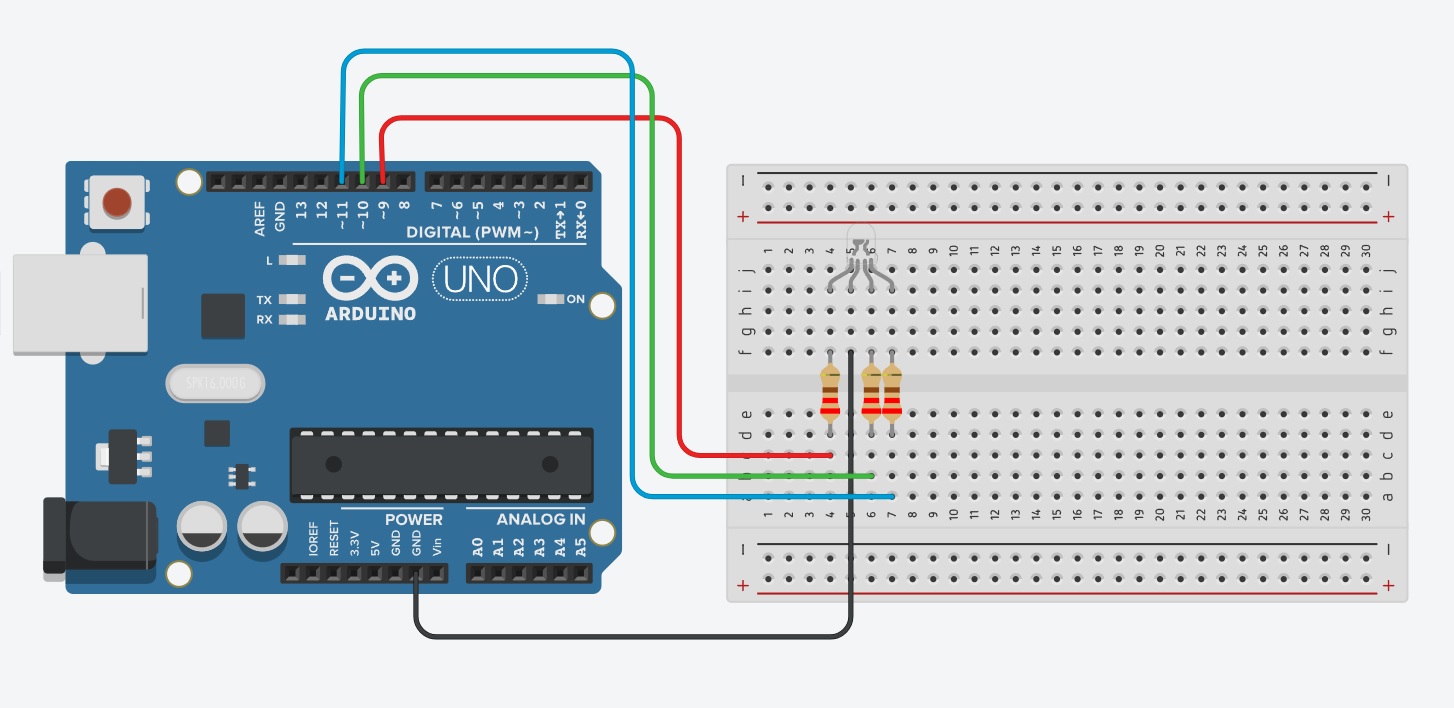 AREF
GND
13
12
~11
~10
~9
8
7
~6
~5
4
~3
2
TX→1
RX←0
DIGITAL (PWM~)
L
TX
RX
UNO
ARDUINO
ON
SPK16.000G
POWER
ANALOG IN
IOREF
RESET
3.3V
5V
GND
GND
Vin
A0
A1
A2
A3
A4
A5
1 2 3 4 5 6 7 8 9 10 11 12 13 14 15 16 17 18 19 20 21 22 23 24 25 26 27 28 29 30
j j
i i
h h
g g
f f
e e
d d
c
b
a a
1 2 3 4 5 6 7 8 9 10 11 12 13 14 15 16 17 18 19 20 21 22 23 24 25 26 27 28 29 30